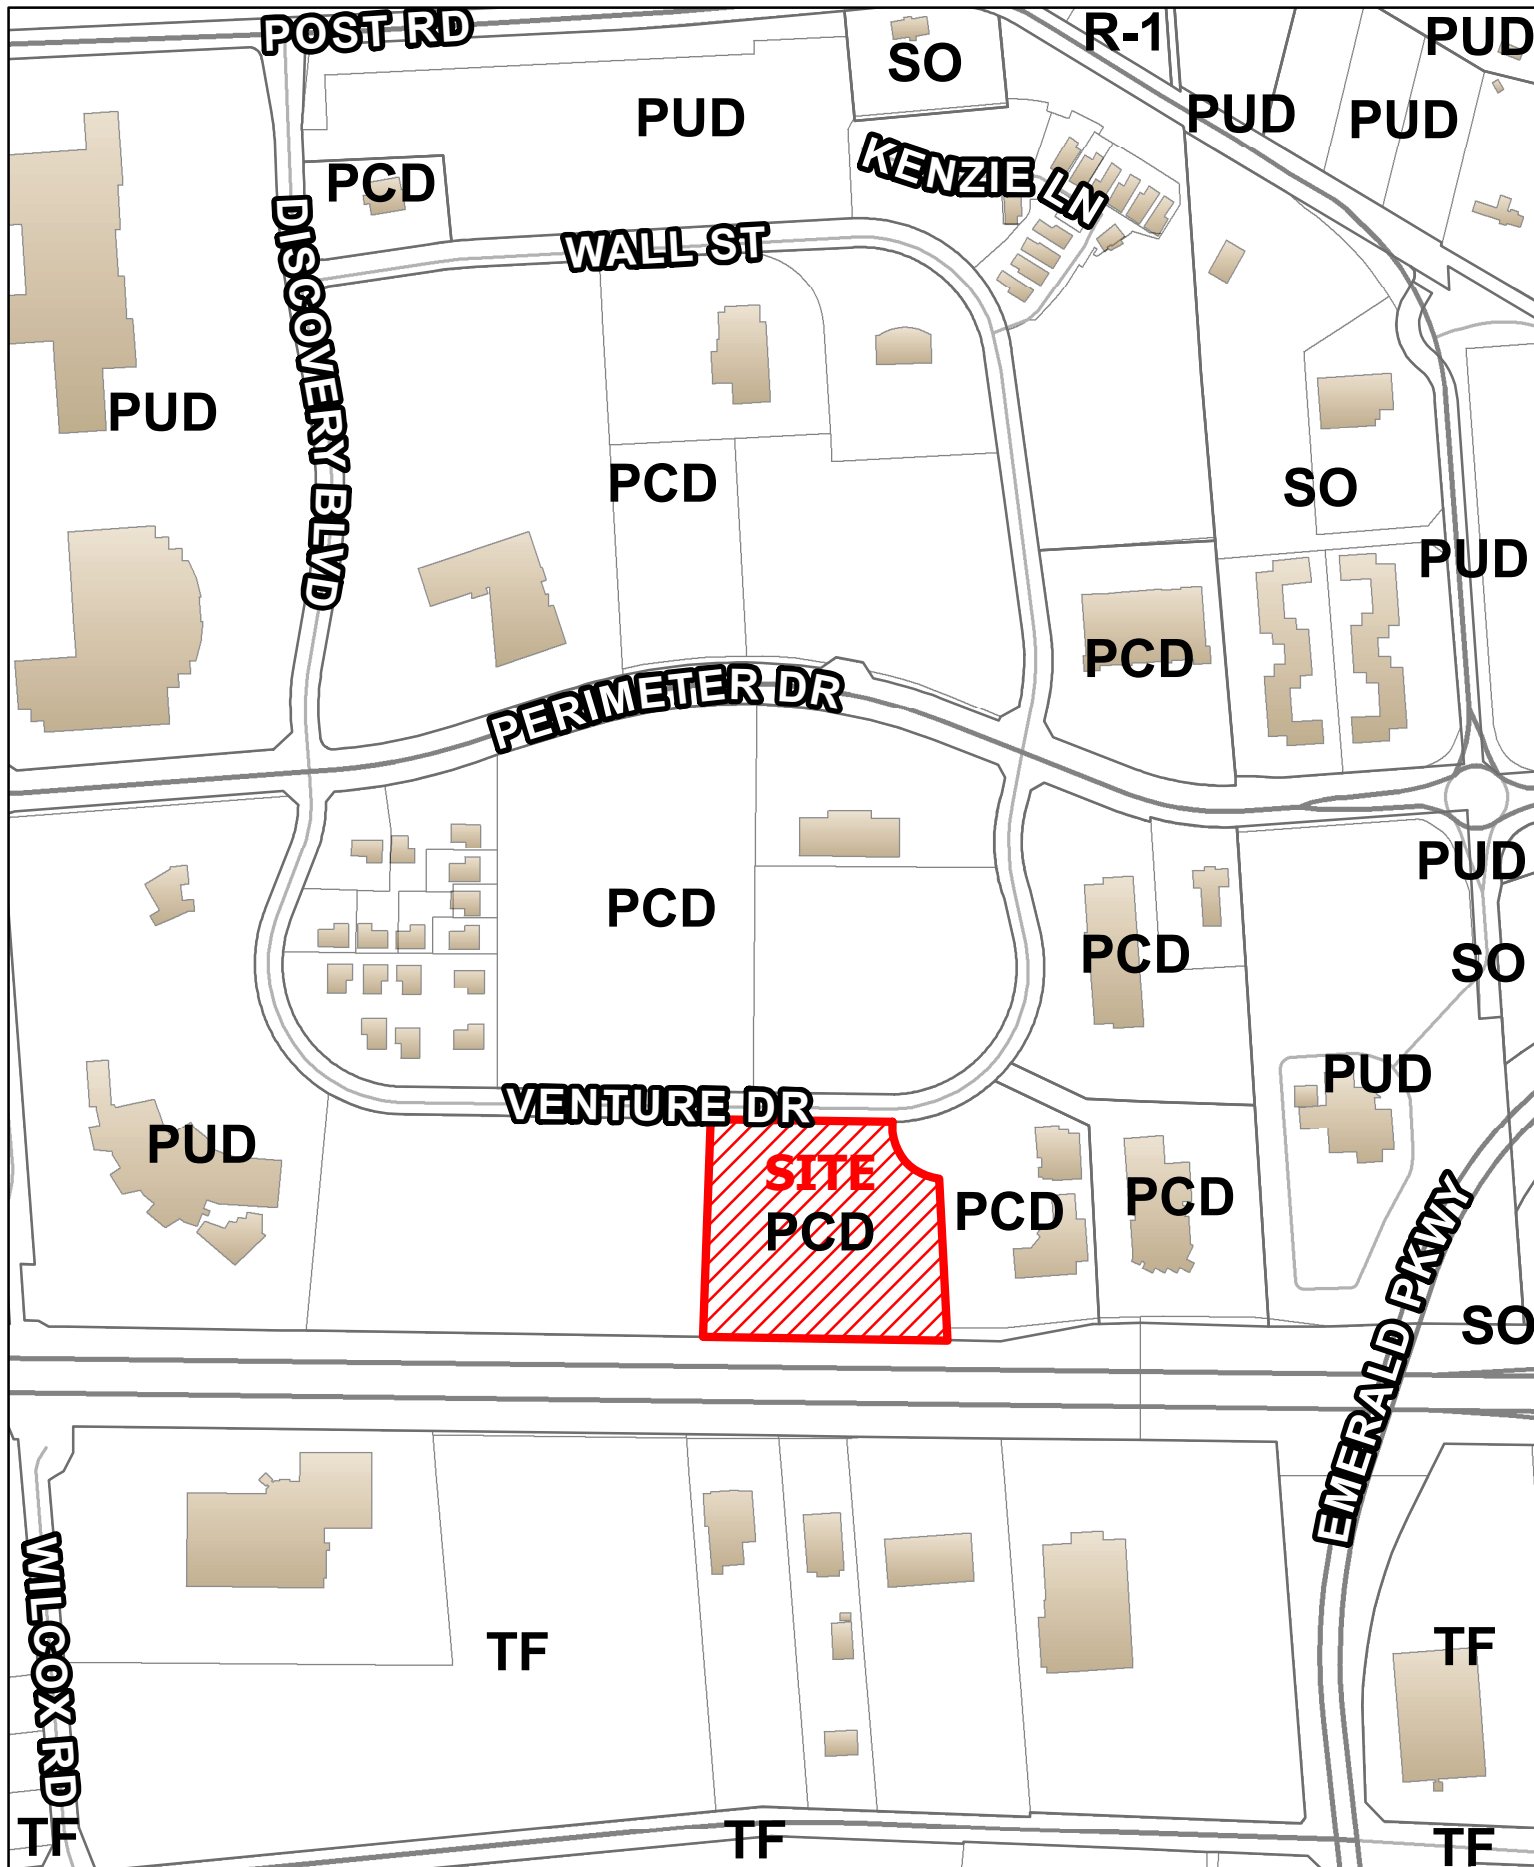 POST RD
R-1
PUD
SO
PUD
PUD
PUD
KENZIE LN
PCD
DISCOVERY BLVD
WALL ST
PUD
PCD
SO
PUD
PCD
PERIMETER DR
PUD
PCD
PCD
SO
PUD
VENTURE DR
PUD
SITE
PCD
PCD
PCD
EMERALD PKWY
SO
WILCOX RD
TF
TF
TF
TF
TF